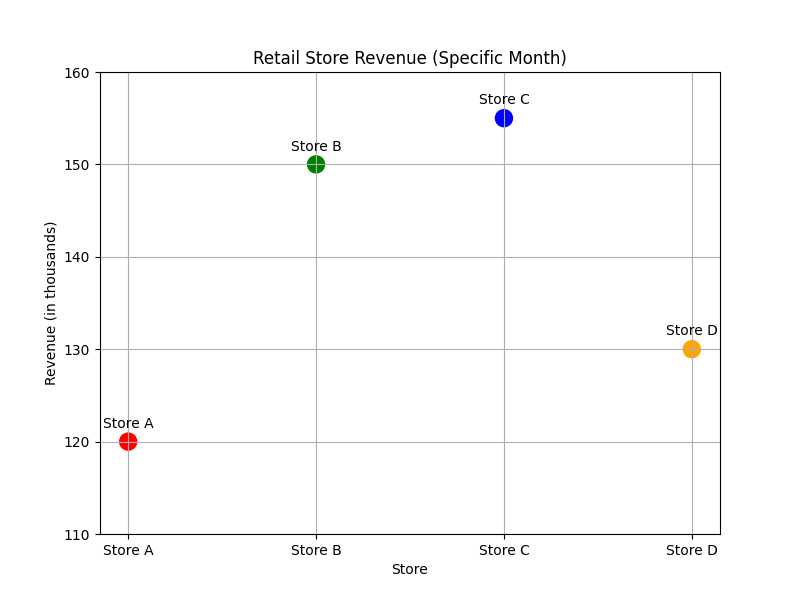 Retail Store Revenue (Specific Month)
Revenue (in thousands)
160
150
140
130
120
110
Store C
Store B
Store D
Store A
Store A
Store B
Store C
Store D
Store